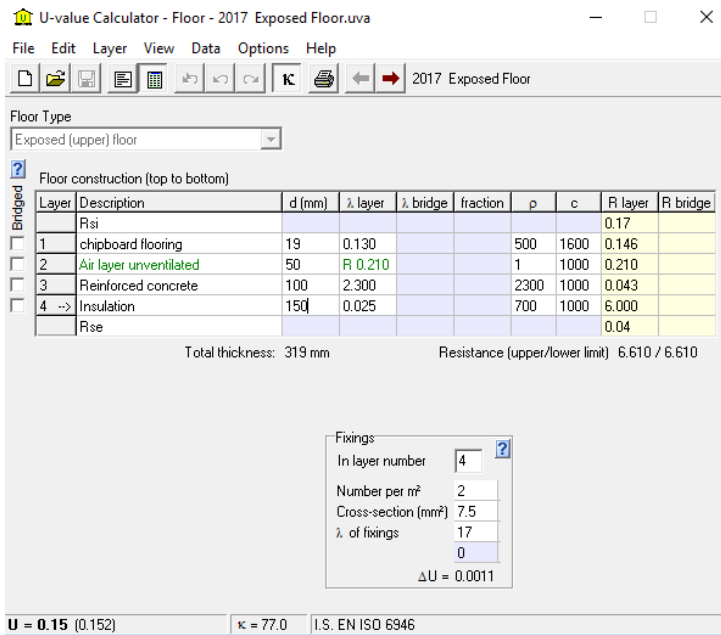 U-value Calculator - Floor - 2017 Exposed Floor.uva
File Edit Layer View Data Options Help
κ 2017 Exposed Floor
Floor Type
Exposed (upper) floor
?
Floor construction (top to bottom)
Bridged
Layer Description d (mm) λ layer λ bridge fraction ρ c R layer R bridge
Rsi 0.17
1 chipboard flooring 19 0.130 500 1600 0.146
2 Air layer unventilated 50 R 0.210 1 1000 0.210
3 Reinforced concrete 100 2.300 2300 1000 0.043
4 --> Insulation 150 0.025 700 1000 6.000
Rse 0.04
Total thickness: 319 mm Resistance (upper/lower limit) 6.610 / 6.610
Fixings
?
In layer number 4
Number per m² 2
Cross-section (mm²) 7.5
λ of fixings 17
0
ΔU = 0.0011
U = 0.15 (0.152) κ = 77.0 I.S. EN ISO 6946